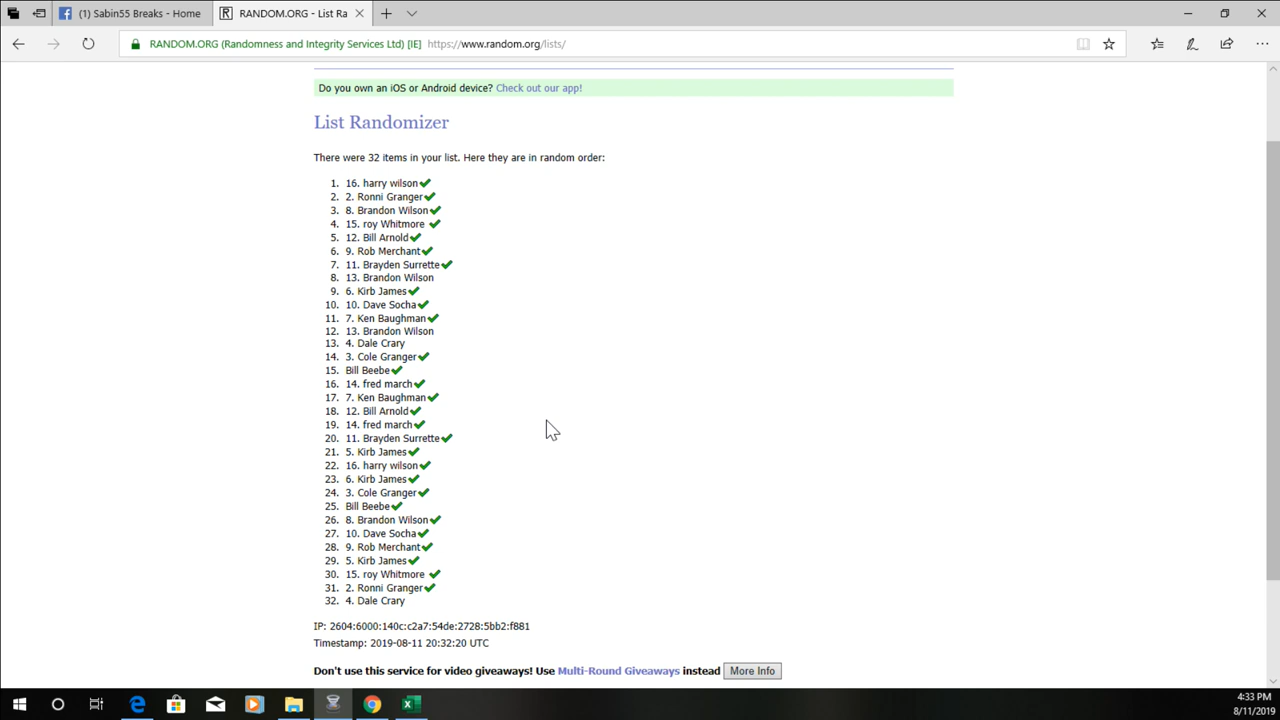 (1) Sabin55 Breaks - Home
RANDOM.ORG - List Ra
RANDOM.ORG (Randomness and Integrity Services Ltd) [IE] https://www.random.org/lists/
Do you own an iOS or Android device? Check out our app!
List Randomizer
There were 32 items in your list. Here they are in random order:
1. 16. harry wilson✔
2. 2. Ronni Granger✔
3. 8. Brandon Wilson✔
4. 15. roy Whitmore ✔
5. 12. Bill Arnold✔
6. 9. Rob Merchant✔
7. 11. Brayden Surrette✔
8. 13. Brandon Wilson
9. 6. Kirb James✔
10. 10. Dave Socha✔
11. 7. Ken Baughman✔
12. 13. Brandon Wilson
13. 4. Dale Crary
14. 3. Cole Granger✔
15. Bill Beebe✔
16. 14. fred march✔
17. 7. Ken Baughman✔
18. 12. Bill Arnold✔
19. 14. fred march✔
20. 11. Brayden Surrette✔
21. 5. Kirb James✔
22. 16. harry wilson✔
23. 6. Kirb James✔
24. 3. Cole Granger✔
25. Bill Beebe✔
26. 8. Brandon Wilson✔
27. 10. Dave Socha✔
28. 9. Rob Merchant✔
29. 5. Kirb James✔
30. 15. roy Whitmore ✔
31. 2. Ronni Granger✔
32. 4. Dale Crary
IP: 2604:6000:140c:c2a7:54de:2728:5bb2:f881
Timestamp: 2019-08-11 20:32:20 UTC
Don't use this service for video giveaways! Use Multi-Round Giveaways instead More Info
4:33 PM
8/11/2019